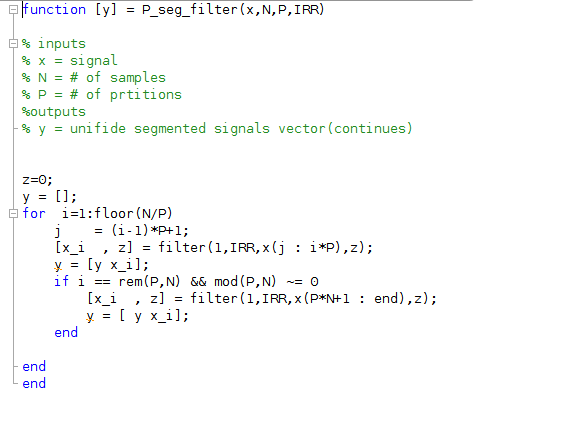 function [y] = P_seg_filter(x,N,P,IRR)
% inputs
% x = signal
% N = # of samples
% P = # of prtitions
%outputs
% y = unifide segmented signals vector(continues)
z=0;
y = [];
for  i=1:floor(N/P)
    j    = (i-1)*P+1;
    [x_i  , z] = filter(1,IRR,x(j : i*P),z);
    y = [y x_i];
    if i == rem(P,N) && mod(P,N) ~= 0
        [x_i  , z] = filter(1,IRR,x(P*N+1 : end),z);
        y = [ y x_i];
    end
end
end